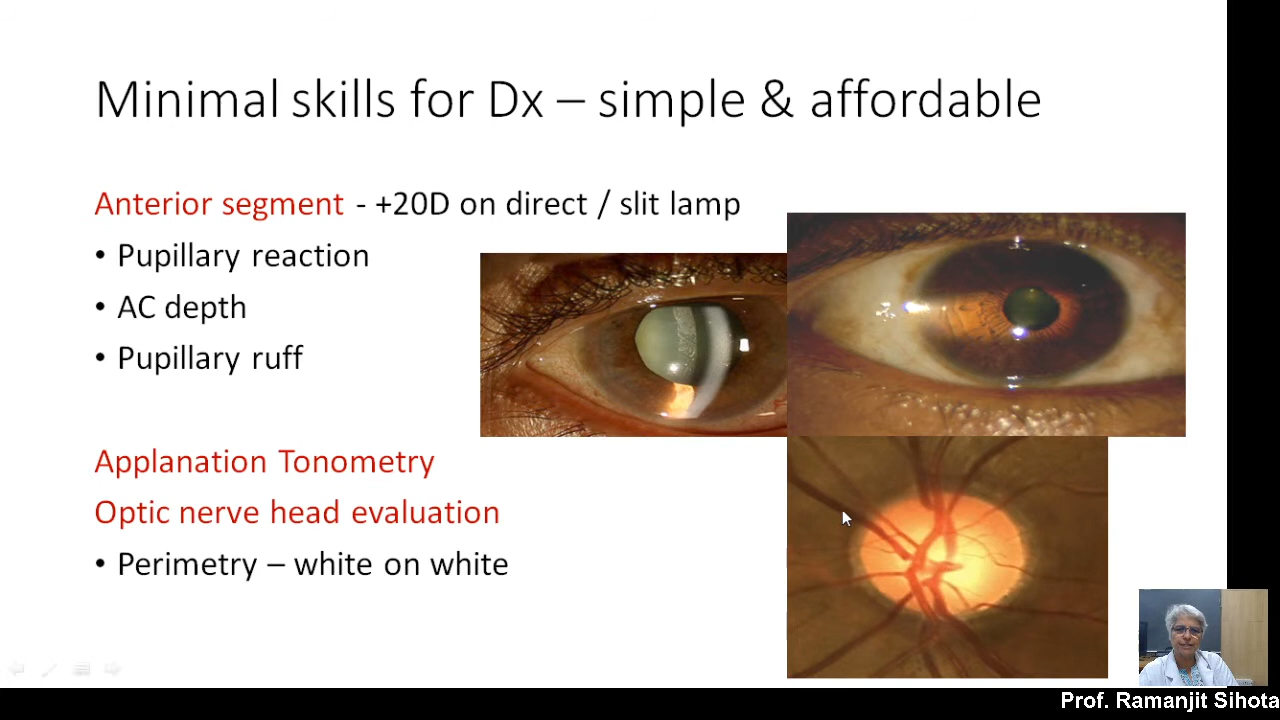 Minimal skills for Dx – simple & affordable
Anterior segment - +20D on direct / slit lamp
• Pupillary reaction
• AC depth
• Pupillary ruff
Applanation Tonometry
Optic nerve head evaluation
• Perimetry – white on white
Prof. Ramanjit Sihota